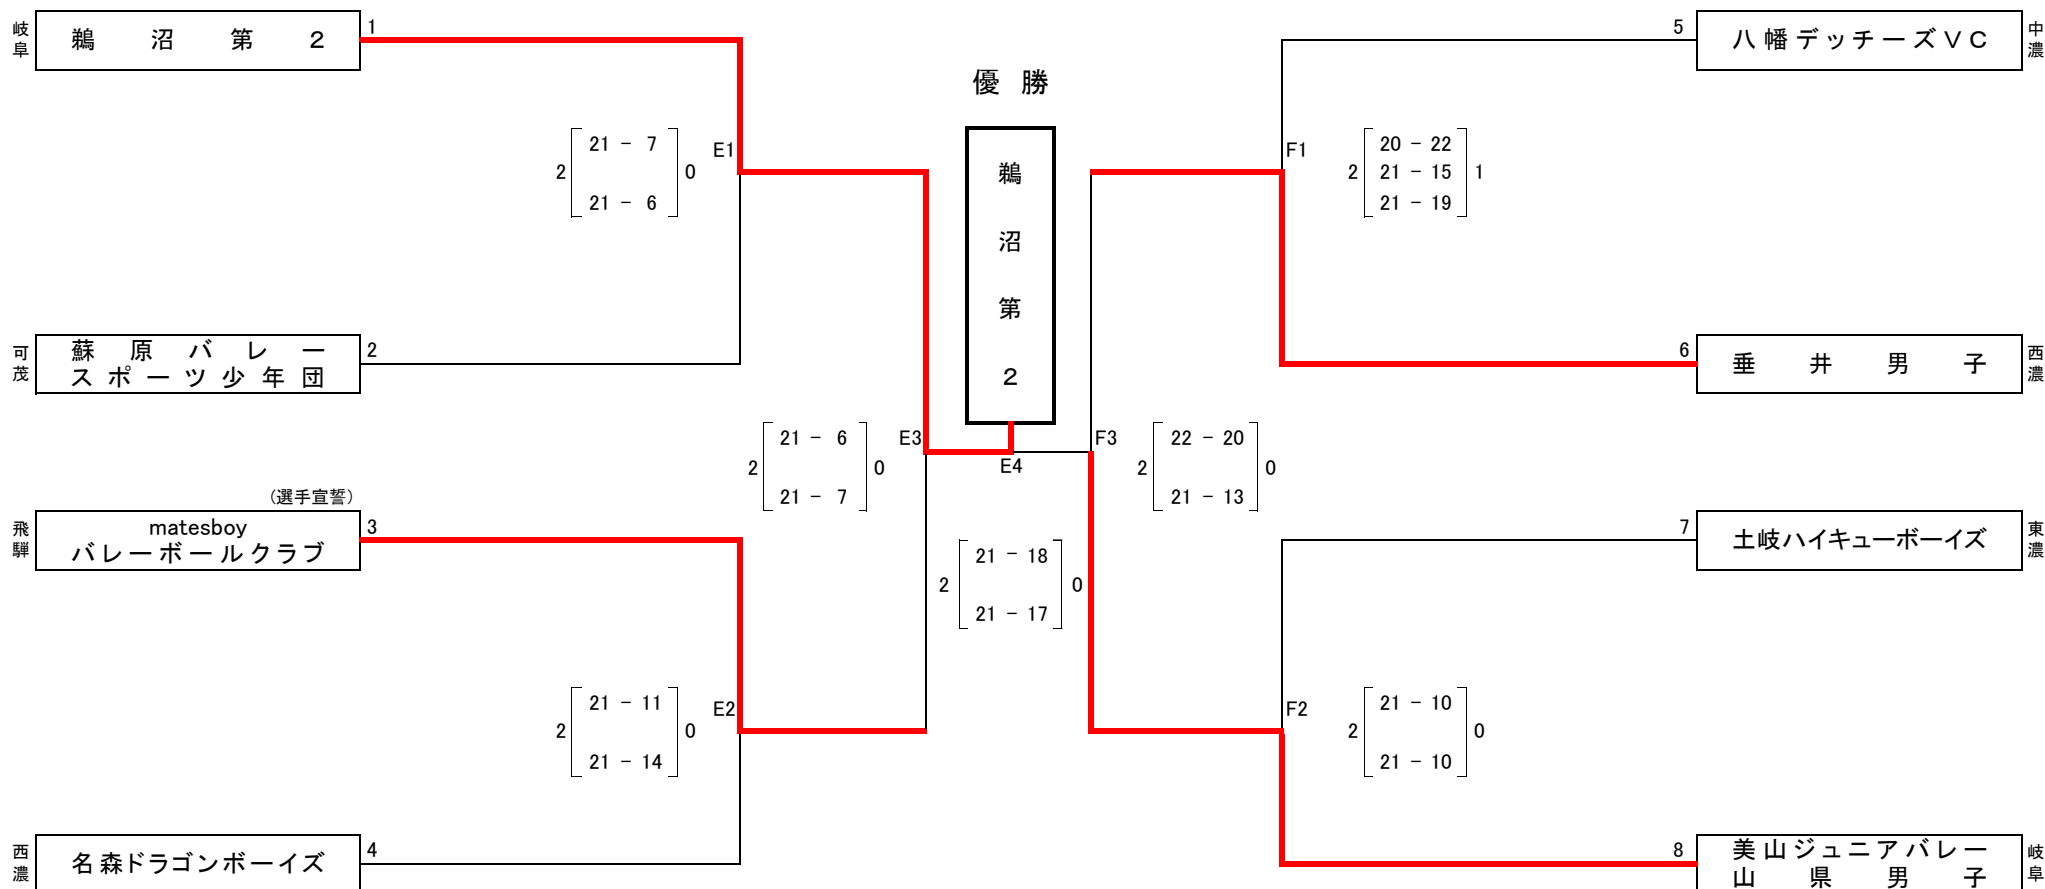 岐阜
鵜沼第２
1
5
八幡デッチーズＶＣ
中濃
優勝
鵜沼第２
E1
2 21 － 7 0
21 － 6
F1
20 － 22
2 21 － 15 1
21 － 19
可茂
蘇原バレー
スポーツ少年団
2
6
垂井男子
西濃
E3
2 21 － 6 0
21 － 7
E4
F3
2 22 － 20 0
21 － 13
(選手宣誓)
飛騨
matesboy
バレーボールクラブ
3
7
土岐ハイキューボーイズ
東濃
2 21 － 18 0
21 － 17
E2
2 21 － 11 0
21 － 14
F2
2 21 － 10 0
21 － 10
西濃
名森ドラゴンボーイズ
4
8
美山ジュニアバレー
山県男子
岐阜